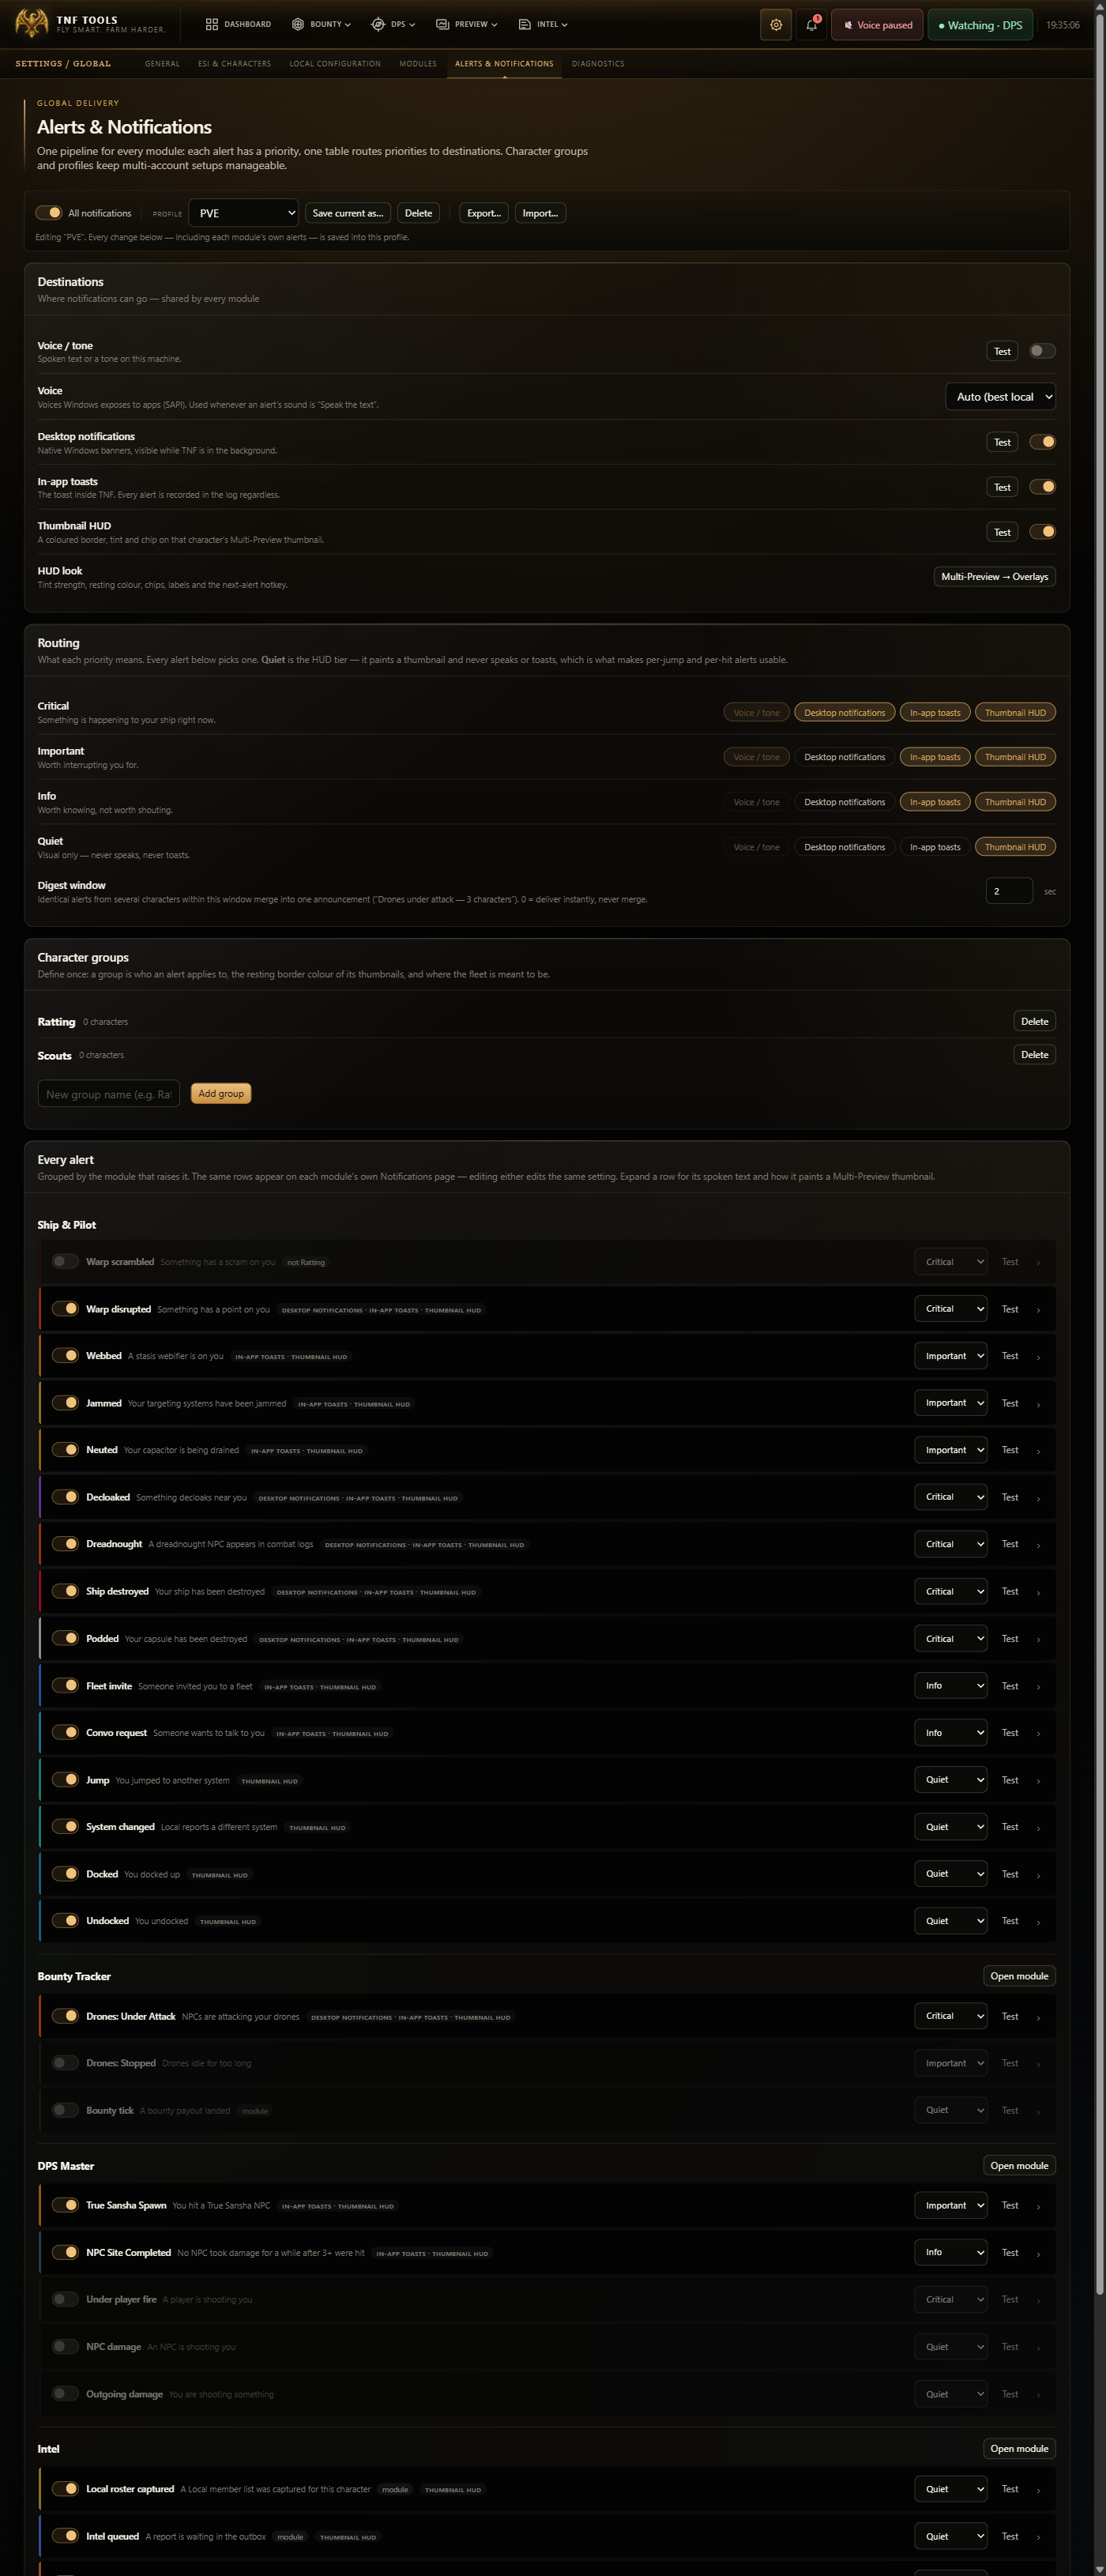 TNF TOOLS
FLY SMART. FARM HARDER.
DASHBOARD
BOUNTY
DPS
PREVIEW
INTEL
1
Voice paused
Watching · DPS
19:35:06
SETTINGS / GLOBAL
GENERAL
ESI & CHARACTERS
LOCAL CONFIGURATION
MODULES
ALERTS & NOTIFICATIONS
DIAGNOSTICS
GLOBAL DELIVERY
Alerts & Notifications
One pipeline for every module: each alert has a priority, one table routes priorities to destinations. Character groups
and profiles keep multi-account setups manageable.
All notifications
PROFILE
PVE
Save current as...
Delete
Export...
Import...
Editing "PVE". Every change below — including each module's own alerts — is saved into this profile.
Destinations
Where notifications can go — shared by every module
Voice / tone
Spoken text or a tone on this machine.
Test
Voice
Voices Windows exposes to apps (SAPI). Used whenever an alert's sound is "Speak the text".
Auto (best local
Desktop notifications
Native Windows banners, visible while TNF is in the background.
Test
In-app toasts
The toast inside TNF. Every alert is recorded in the log regardless.
Test
Thumbnail HUD
A coloured border, tint and chip on that character's Multi-Preview thumbnail.
Test
HUD look
Tint strength, resting colour, chips, labels and the next-alert hotkey.
Multi-Preview → Overlays
Routing
What each priority means. Every alert below picks one. Quiet is the HUD tier — it paints a thumbnail and never speaks or toasts, which is what makes per-jump and per-hit alerts usable.
Critical
Something is happening to your ship right now.
Voice / tone
Desktop notifications
In-app toasts
Thumbnail HUD
Important
Worth interrupting you for.
Voice / tone
Desktop notifications
In-app toasts
Thumbnail HUD
Info
Worth knowing, not worth shouting.
Voice / tone
Desktop notifications
In-app toasts
Thumbnail HUD
Quiet
Visual only — never speaks, never toasts.
Voice / tone
Desktop notifications
In-app toasts
Thumbnail HUD
Digest window
Identical alerts from several characters within this window merge into one announcement ("Drones under attack — 3 characters"). 0 = deliver instantly, never merge.
2
sec
Character groups
Define once: a group is who an alert applies to, the resting border colour of its thumbnails, and where the fleet is meant to be.
Ratting 0 characters
Delete
Scouts 0 characters
Delete
New group name (e.g. Rat
Add group
Every alert
Grouped by the module that raises it. The same rows appear on each module's own Notifications page — editing either edits the same setting. Expand a row for its spoken text and how it paints a Multi-Preview thumbnail.
Ship & Pilot
Warp scrambled Something has a scram on you not Ratting Critical Test
Warp disrupted Something has a point on you DESKTOP NOTIFICATIONS · IN-APP TOASTS · THUMBNAIL HUD Critical Test
Webbed A stasis webifier is on you IN-APP TOASTS · THUMBNAIL HUD Important Test
Jammed Your targeting systems have been jammed IN-APP TOASTS · THUMBNAIL HUD Important Test
Neuted Your capacitor is being drained IN-APP TOASTS · THUMBNAIL HUD Important Test
Decloaked Something decloaks near you DESKTOP NOTIFICATIONS · IN-APP TOASTS · THUMBNAIL HUD Critical Test
Dreadnought A dreadnought NPC appears in combat logs DESKTOP NOTIFICATIONS · IN-APP TOASTS · THUMBNAIL HUD Critical Test
Ship destroyed Your ship has been destroyed DESKTOP NOTIFICATIONS · IN-APP TOASTS · THUMBNAIL HUD Critical Test
Podded Your capsule has been destroyed DESKTOP NOTIFICATIONS · IN-APP TOASTS · THUMBNAIL HUD Critical Test
Fleet invite Someone invited you to a fleet IN-APP TOASTS · THUMBNAIL HUD Info Test
Convo request Someone wants to talk to you IN-APP TOASTS · THUMBNAIL HUD Info Test
Jump You jumped to another system THUMBNAIL HUD Quiet Test
System changed Local reports a different system THUMBNAIL HUD Quiet Test
Docked You docked up THUMBNAIL HUD Quiet Test
Undocked You undocked THUMBNAIL HUD Quiet Test
Bounty Tracker
Open module
Drones: Under Attack NPCs are attacking your drones DESKTOP NOTIFICATIONS · IN-APP TOASTS · THUMBNAIL HUD Critical Test
Drones: Stopped Drones idle for too long Important Test
Bounty tick A bounty payout landed module Quiet Test
DPS Master
Open module
True Sansha Spawn You hit a True Sansha NPC IN-APP TOASTS · THUMBNAIL HUD Important Test
NPC Site Completed No NPC took damage for a while after 3+ were hit IN-APP TOASTS · THUMBNAIL HUD Info Test
Under player fire A player is shooting you Critical Test
NPC damage An NPC is shooting you Quiet Test
Outgoing damage You are shooting something Quiet Test
Intel
Open module
Local roster captured A Local member list was captured for this character module THUMBNAIL HUD Quiet Test
Intel queued A report is waiting in the outbox module THUMBNAIL HUD Quiet Test